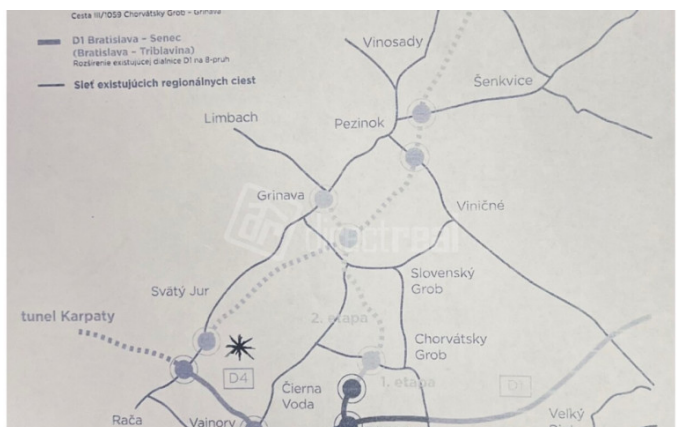 Cesta III/1059 Chorvátsky Grob – Grinava
D1 Bratislava – Senec
(Bratislava – Triblavina)
Rozšírenie existujúcej diaľnice D1 na 8-pruh
Sieť existujúcich regionálnych ciest
Vinosady
Šenkvice
Limbach
Pezinok
Grinava
Viničné
directreal
Slovenský
Grob
Svätý Jur
tunel Karpaty
2. etapa
Chorvátsky
Grob
D4
Čierna
Voda
1. etapa
D1
Rača
Vajnory
Veľký